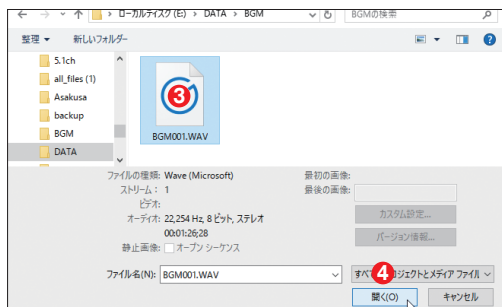 ローカルディスク (E:) > DATA > BGM
BGMの検索
整理
新しいフォルダー
5.1ch
all_files (1)
Asakusa
backup
BGM
DATA
3
BGM001.WAV
ファイルの種類: Wave (Microsoft)
最初の画像:
ストリーム: 1
最後の画像:
ビデオ:
オーディオ: 22,254 Hz, 8 ビット, ステレオ
カスタム設定...
00:01:26;28
バージョン情報...
静止画像: オープン シーケンス
ファイル名(N): BGM001.WAV
4
ロジェクトとメディア ファイル
開く(O)
キャンセル